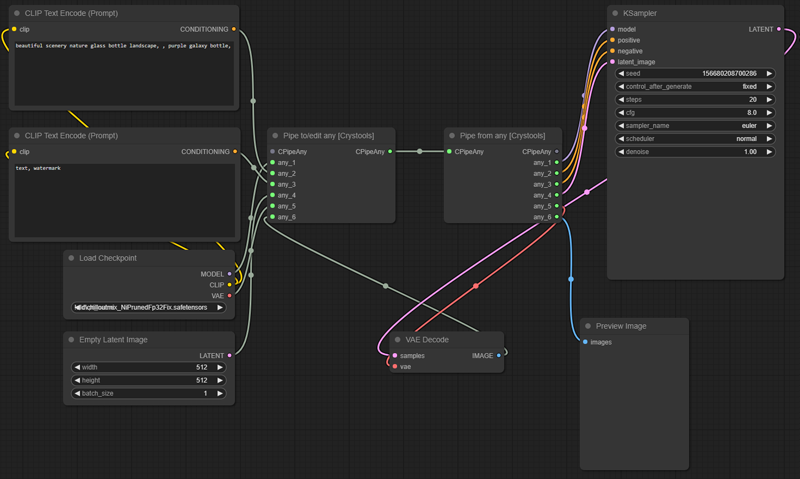 CLIP Text Encode (Prompt)
clip
CONDITIONING
beautiful scenery nature glass bottle landscape, , purple galaxy bottle,
CLIP Text Encode (Prompt)
clip
CONDITIONING
text, watermark
Load Checkpoint
MODEL
CLIP
VAE
NiPrunedFp32Fix.safetensors
Empty Latent Image
LATENT
width 512
height 512
batch_size 1
Pipe to/edit any [Crystools]
CPipeAny CPipeAny
any_1
any_2
any_3
any_4
any_5
any_6
Pipe from any [Crystools]
CPipeAny CPipeAny
any_1
any_2
any_3
any_4
any_5
any_6
VAE Decode
samples IMAGE
vae
KSampler
model LATENT
positive
negative
latent_image
seed 156680208700286
control_after_generate fixed
steps 20
cfg 8.0
sampler_name euler
scheduler normal
denoise 1.00
Preview Image
images